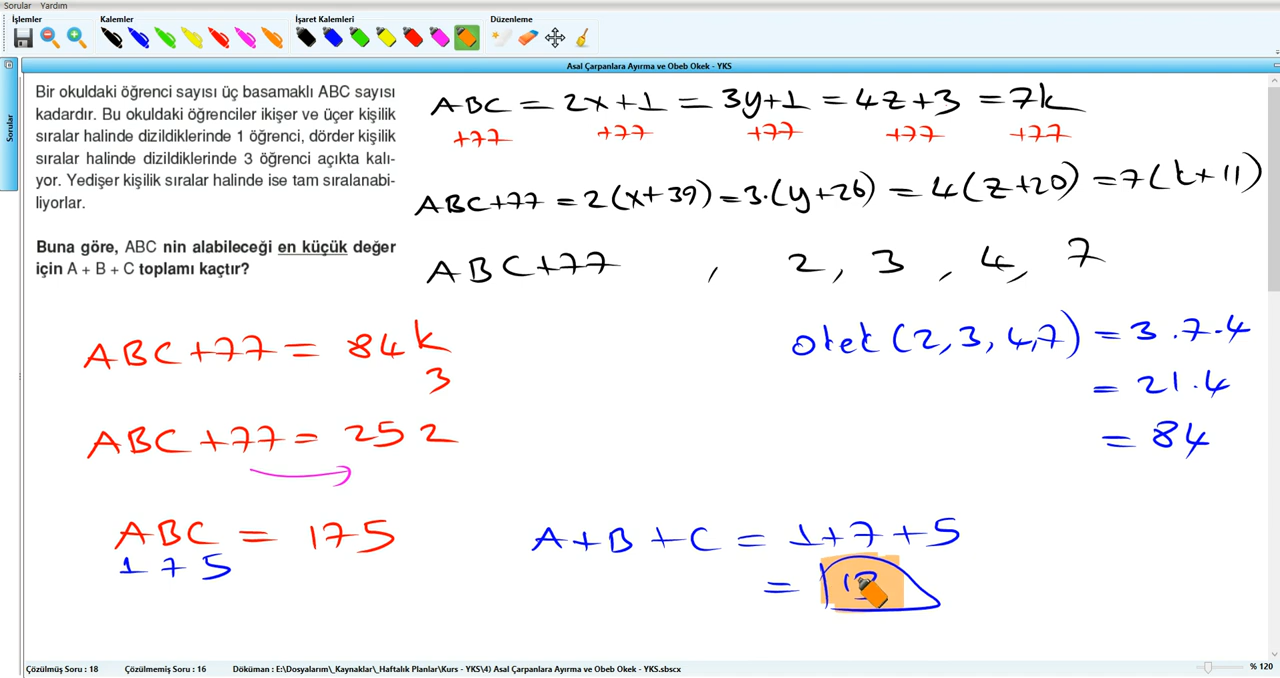 Sorular Yardım
İşlemler Kalemler İşaret Kalemleri Düzenleme
Asal Çarpanlara Ayırma ve Obeb Okek - YKS
Sorular
Bir okuldaki öğrenci sayısı üç basamaklı ABC sayısı
kadardır. Bu okuldaki öğrenciler ikişer ve üçer kişilik
sıralar halinde dizildiklerinde 1 öğrenci, dörder kişilik
sıralar halinde dizildiklerinde 3 öğrenci açıkta kalı-
yor. Yedişer kişilik sıralar halinde ise tam sıralanabi-
liyorlar.
Buna göre, ABC nin alabileceği en küçük değer
için A + B + C toplamı kaçtır?
ABC = 2x+1 = 3y+1 = 4z+3 = 7k
+77 +77 +77 +77 +77
ABC+77 = 2(x+39) = 3.(y+26) = 4(z+20) = 7(k+11)
ABC+77 , 2, 3, 4, 7
okek (2, 3, 4, 7) = 3.7.4
= 21.4
= 84
ABC+77 = 84k
3
ABC+77 = 252
ABC = 175
1 7 5
A+B+C = 1+7+5
=
Çözülmüş Soru : 18 Çözülmemiş Soru : 16 Döküman : E:\Dosyalarım\_Kaynaklar\_Haftalık Planlar\Kurs - YKS\4) Asal Çarpanlara Ayırma ve Obeb Okek - YKS.sbscx % 120